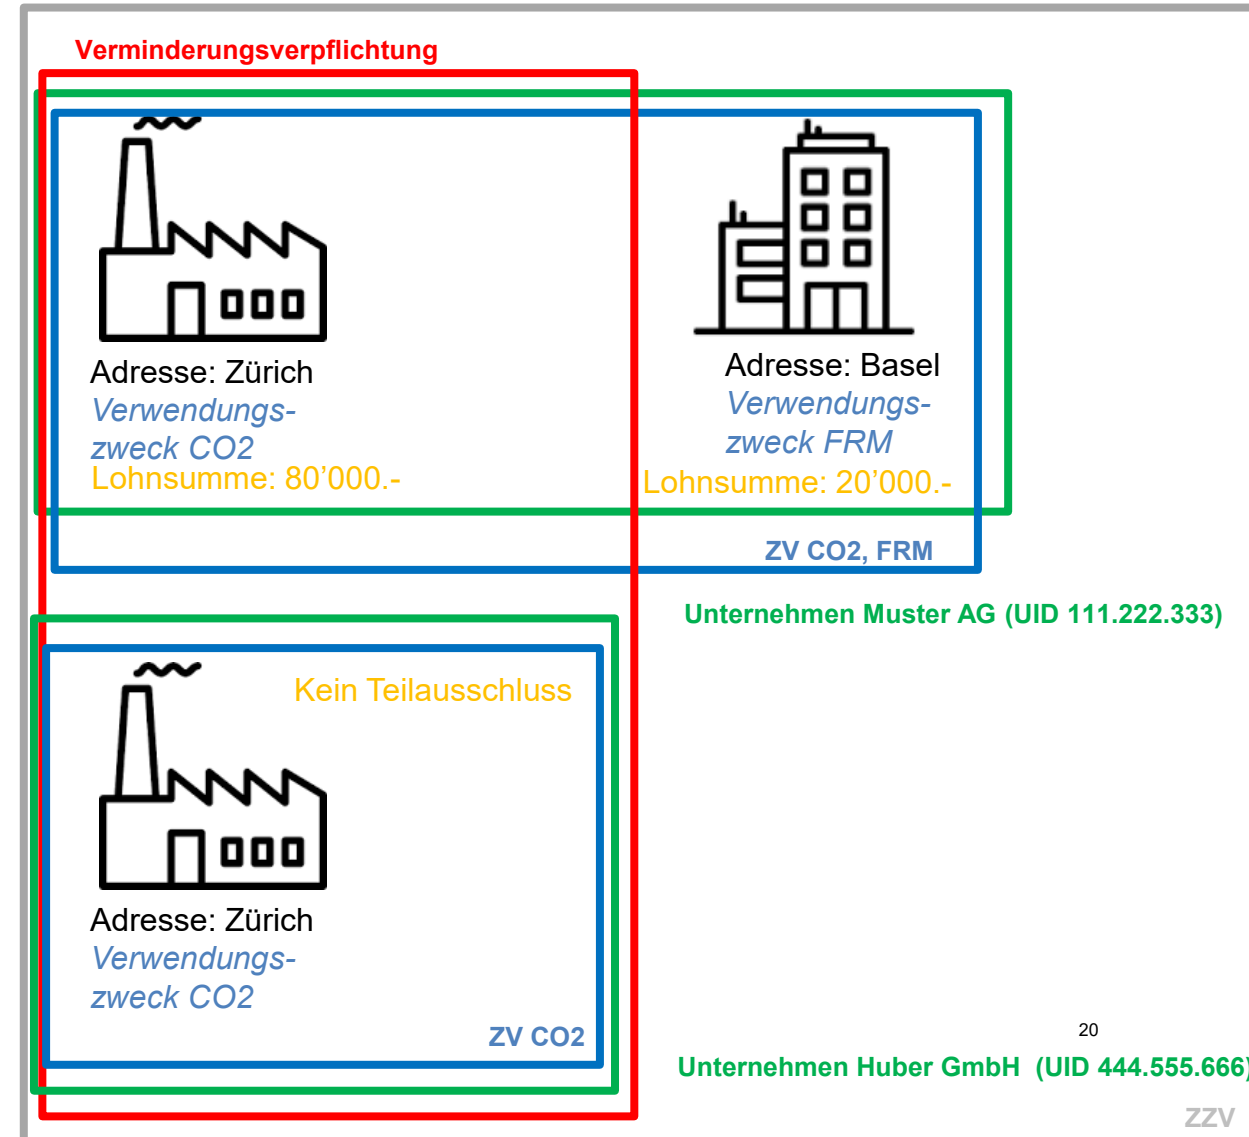 Verminderungsverpflichtung
Adresse: Zürich
Verwendungs-
zweck CO2
Lohnsumme: 80’000.-
Adresse: Basel
Verwendungs-
zweck FRM
Lohnsumme: 20’000.-
ZV CO2, FRM
Unternehmen Muster AG (UID 111.222.333)
Kein Teilausschluss
Adresse: Zürich
Verwendungs-
zweck CO2
ZV CO2
20
Unternehmen Huber GmbH (UID 444.555.666)
ZZV